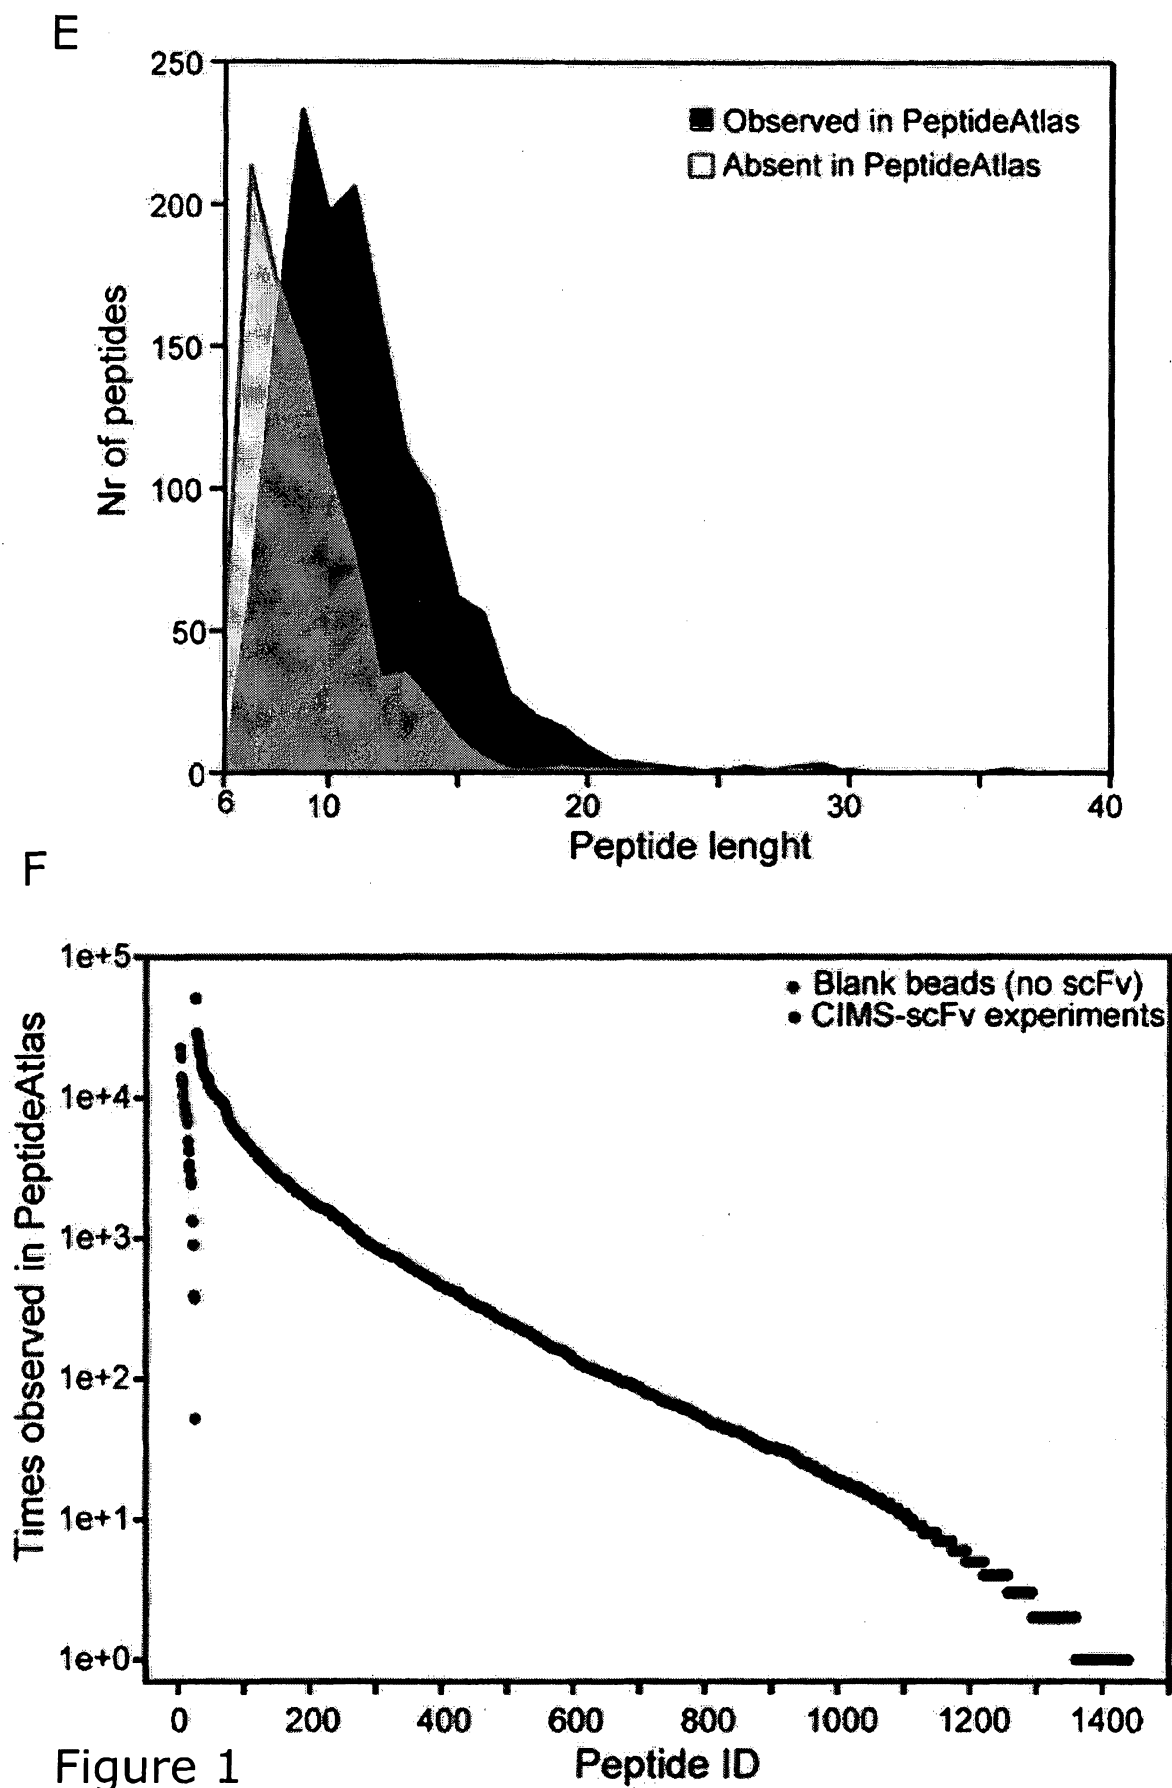 E
250
200
150
100
50
0
Nr of peptides
Observed in PeptideAtlas
Absent in PeptideAtlas
6 10 20 30 40
Peptide lenght
F
1e+5
1e+4
1e+3
1e+2
1e+1
1e+0
Times observed in PeptideAtlas
Blank beads (no scFv)
CIMS-scFv experiments
0 200 400 600 800 1000 1200 1400
Peptide ID
Figure 1